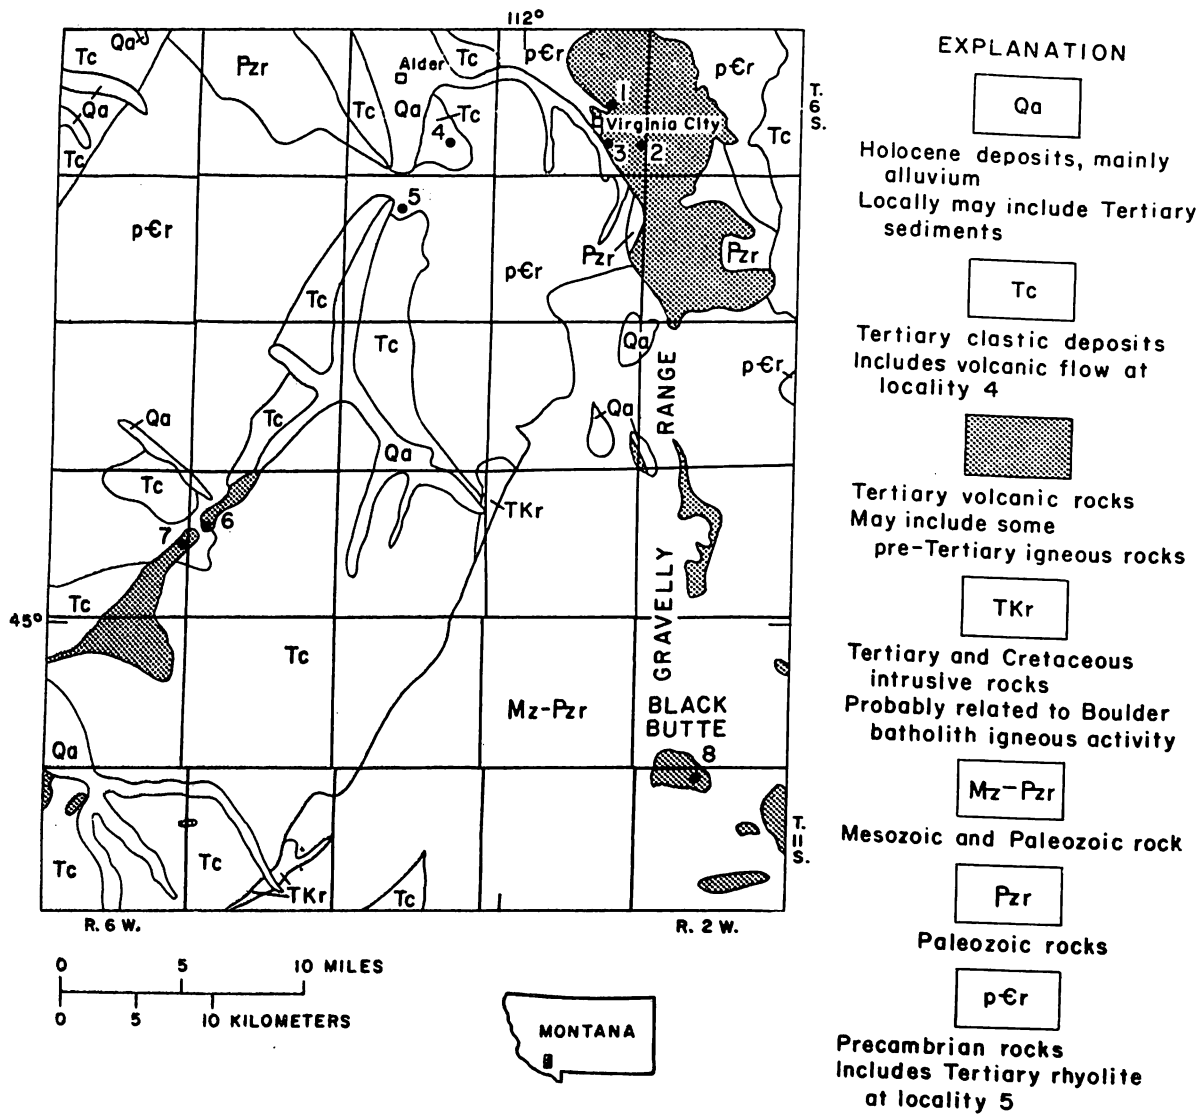 112°
Qa
Tc
Pzr
Alder
Tc
p€r
p€r
T.
6
S.
Qa
Tc
Qa
Tc
4
1
Virginia City
3
2
Tc
Tc
5
p€r
p€r
Pzr
Pzr
Tc
Tc
Qa
p€r
RANGE
Qa
Qa
Tc
Qa
Tc
6
TKr
7
GRAVELLY
Tc
45°
Tc
Mz-Pzr
BLACK
BUTTE
8
Qa
T.
11
S.
Tc
Tc
TKr
Tc
R. 6 W.
R. 2 W.
0 5 10 MILES
0 5 10 KILOMETERS
MONTANA
EXPLANATION
Qa
Holocene deposits, mainly
alluvium
Locally may include Tertiary
sediments
Tc
Tertiary clastic deposits
Includes volcanic flow at
locality 4
Tertiary volcanic rocks
May include some
pre-Tertiary igneous rocks
TKr
Tertiary and Cretaceous
intrusive rocks
Probably related to Boulder
batholith igneous activity
Mz-Pzr
Mesozoic and Paleozoic rock
Pzr
Paleozoic rocks
p€r
Precambrian rocks
Includes Tertiary rhyolite
at locality 5